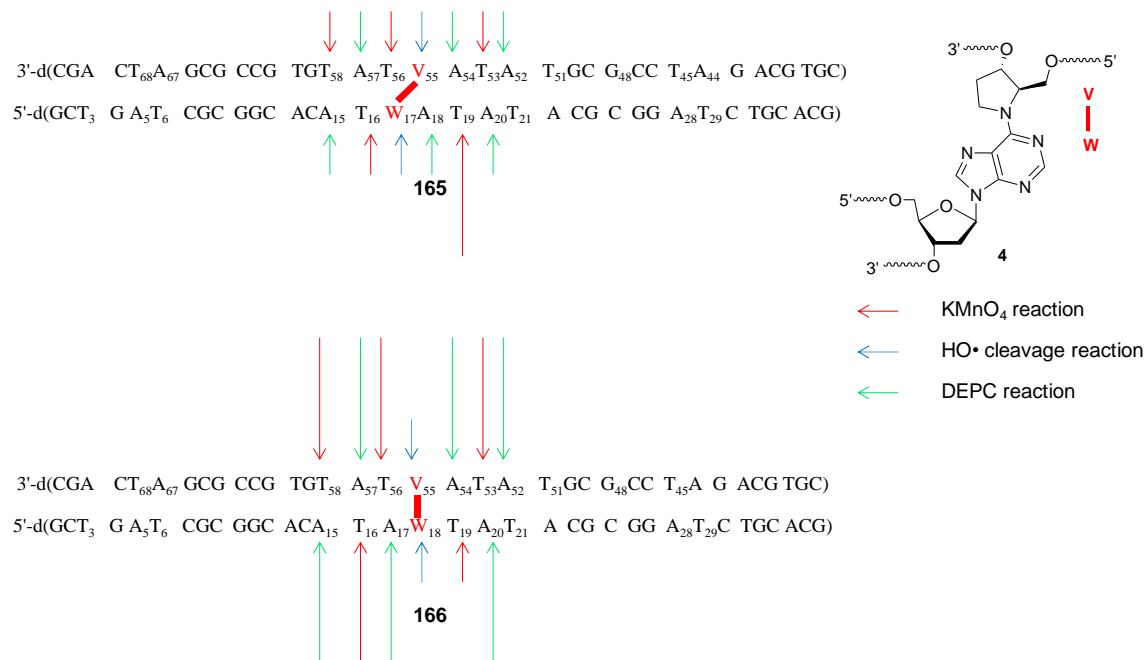 3'-d(CGA CT₆₈A₆₇ GCG CCG TGT₅₈ A₅₇T₅₆ V₅₅ A₅₄T₅₃A₅₂ T₅₁GC G₄₈CC T₄₅A₄₄ G ACG TGC)
5'-d(GCT₃ G A₅T₆ CGC GGC ACA₁₅ T₁₆ W₁₇A₁₈ T₁₉ A₂₀T₂₁ A CG C GG A₂₈T₂₉C TGC ACG)
165
3' O
O 5'
V
W
N
N N
N N
5' O O
3' O
4
KMnO₄ reaction
HO• cleavage reaction
DEPC reaction
3'-d(CGA CT₆₈A₆₇ GCG CCG TGT₅₈ A₅₇T₅₆ V₅₅ A₅₄T₅₃A₅₂ T₅₁GC G₄₈CC T₄₅A G ACG TGC)
5'-d(GCT₃ G A₅T₆ CGC GGC ACA₁₅ T₁₆A₁₇W₁₈ T₁₉ A₂₀T₂₁ A CG C GG A₂₈T₂₉C TGC ACG)
166